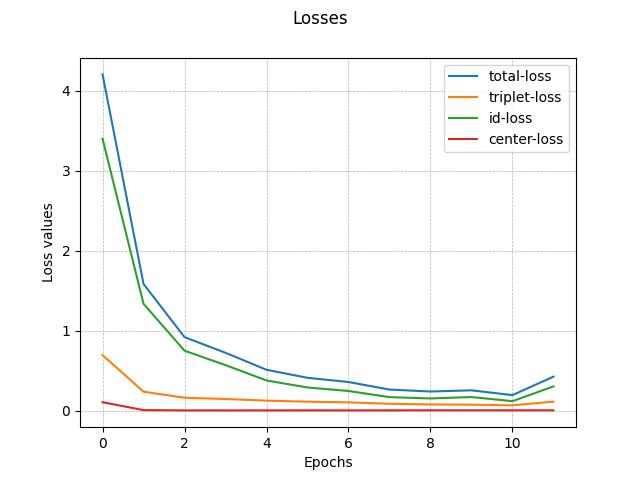 Losses
total-loss
triplet-loss
id-loss
center-loss
Loss values
4
3
2
1
0
0 2 4 6 8 10
Epochs